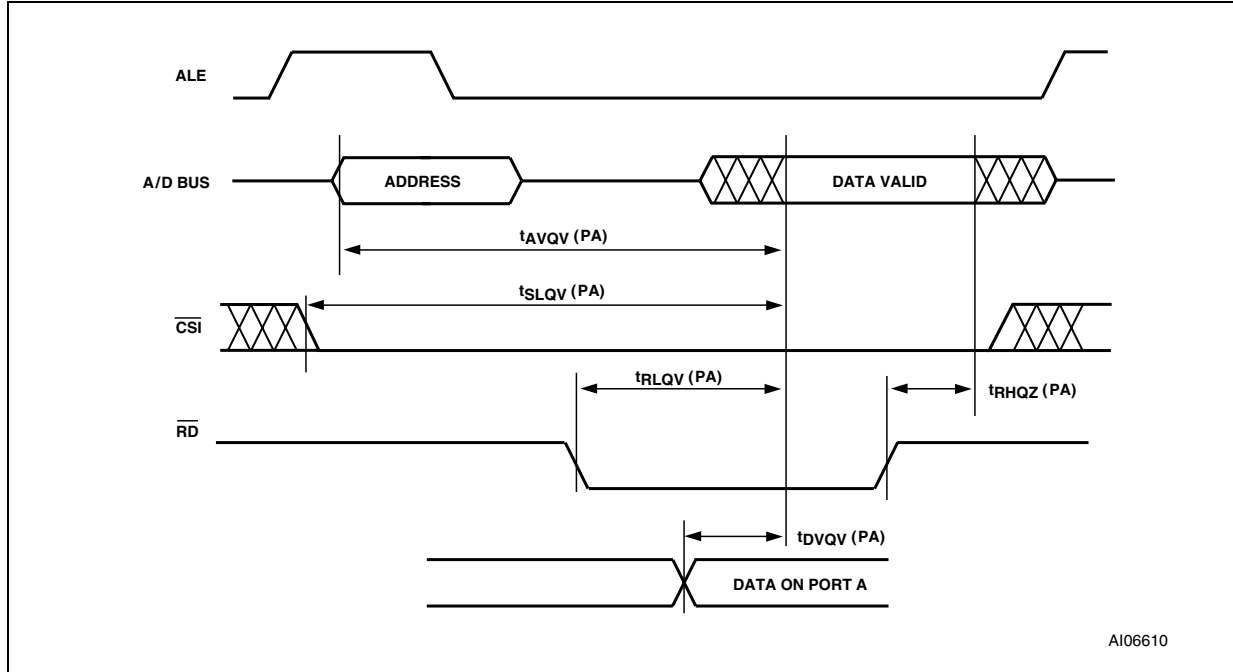 ALE
A/D BUS
ADDRESS
DATA VALID
tAVQV (PA)
tSLQV (PA)
CSI
tRLQV (PA)
tRHQZ (PA)
RD
tDVQV (PA)
DATA ON PORT A
AI06610